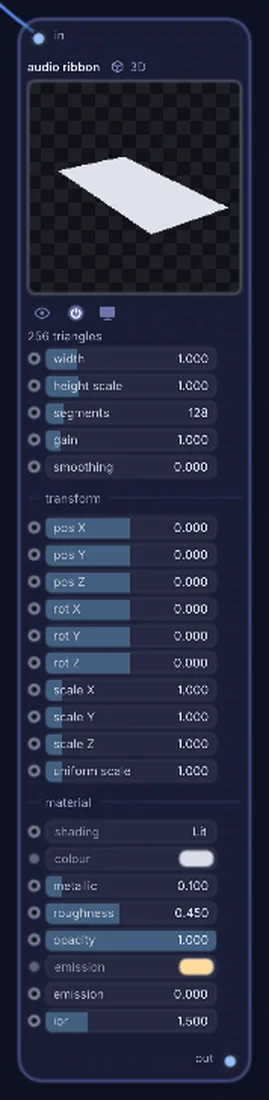 in
audio ribbon 3D
256 triangles
width 1.000
height scale 1.000
segments 128
gain 1.000
smoothing 0.000
transform
pos X 0.000
pos Y 0.000
pos Z 0.000
rot X 0.000
rot Y 0.000
rot Z 0.000
scale X 1.000
scale Y 1.000
scale Z 1.000
uniform scale 1.000
material
shading Lit
colour
metallic 0.100
roughness 0.450
opacity 1.000
emission
emission 0.000
ior 1.500
out